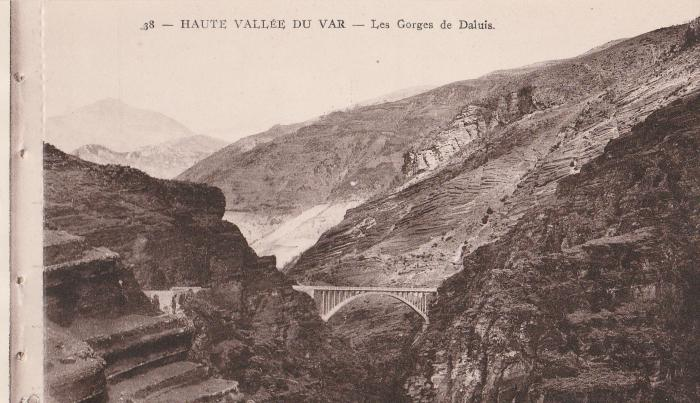 38 — HAUTE VALLÉE DU VAR — Les Gorges de Daluis.